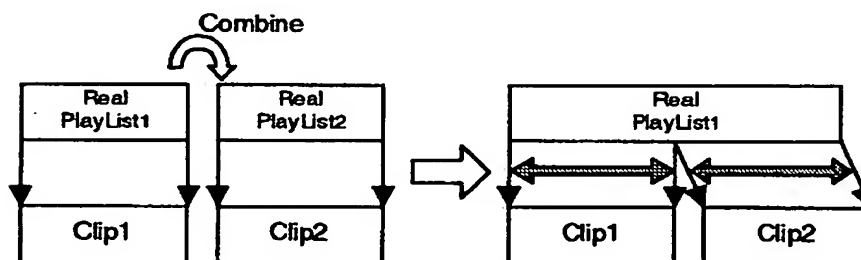 Combine
Real
PlayList1
Real
PlayList2
Real
PlayList1
Clip1
Clip2
Clip1
Clip2